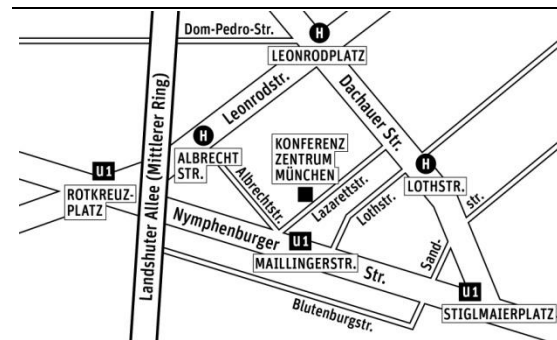 Dom-Pedro-Str.
H
LEONRODPLATZ
Leonrodstr.
Dachauer Str.
Landshuter Allee (Mittlerer Ring)
H
ALBRECHT
STR.
KONFERENZ
ZENTRUM
MÜNCHEN
H
LOTHSTR.
U1
ROTKREUZ-
PLATZ
Albrechtstr.
Lazarettstr.
Lothstr.
Nymphenburger
Str.
U1
MAILLINGERSTR.
Sand-
str.
Blutenburgstr.
U1
STIGLMAIERPLATZ